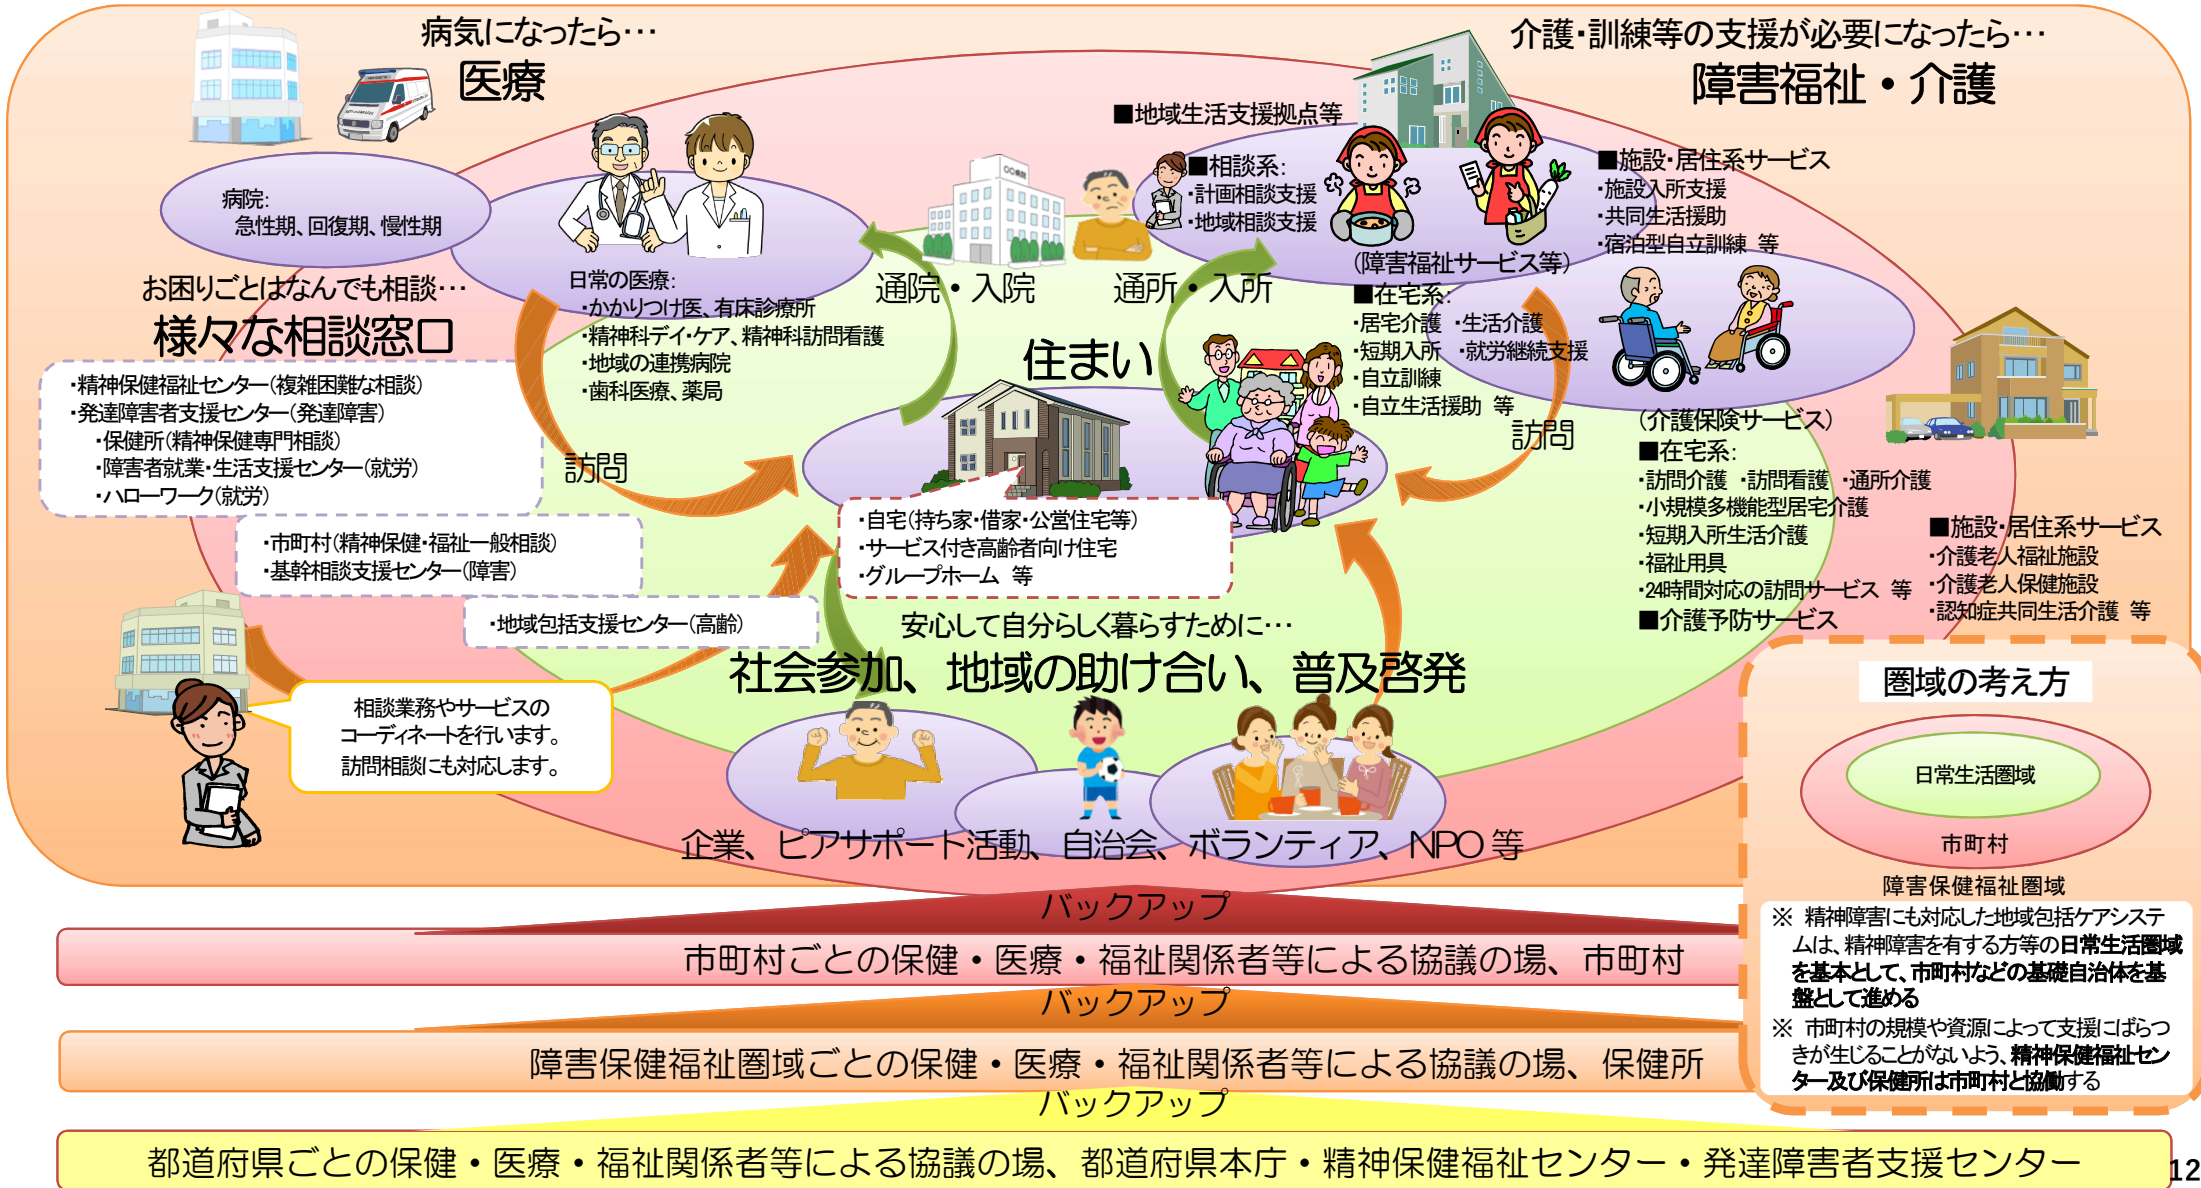 病気になったら…
医療
病院:
急性期、回復期、慢性期
日常の医療:
・かかりつけ医、有床診療所
・精神科デイ・ケア、精神科訪問看護
・地域の連携病院
・歯科医療、薬局
お困りごとはなんでも相談…
様々な相談窓口
・精神保健福祉センター(複雑困難な相談)
・発達障害者支援センター(発達障害)
・保健所(精神保健専門相談)
・障害者就業・生活支援センター(就労)
・ハローワーク(就労)
・市町村(精神保健・福祉一般相談)
・基幹相談支援センター(障害)
・地域包括支援センター(高齢)
相談業務やサービスの
コーディネートを行います。
訪問相談にも対応します。
訪問
○○病院
通院・入院
通所・入所
住まい
・自宅(持ち家・借家・公営住宅等)
・サービス付き高齢者向け住宅
・グループホーム 等
介護・訓練等の支援が必要になったら…
障害福祉・介護
■地域生活支援拠点等
■相談系:
・計画相談支援
・地域相談支援
■施設・居住系サービス
・施設入所支援
・共同生活援助
・宿泊型自立訓練 等
(障害福祉サービス等)
■在宅系:
・居宅介護 ・生活介護
・短期入所 ・就労継続支援
・自立訓練
・自立生活援助 等
訪問
(介護保険サービス)
■在宅系:
・訪問介護 ・訪問看護 ・通所介護
・小規模多機能型居宅介護
・短期入所生活介護
・福祉用具
・24時間対応の訪問サービス 等
■介護予防サービス
■施設・居住系サービス
・介護老人福祉施設
・介護老人保健施設
・認知症共同生活介護 等
安心して自分らしく暮らすために…
社会参加、地域の助け合い、普及啓発
企業、ピアサポート活動、自治会、ボランティア、NPO 等
圏域の考え方
日常生活圏域
市町村
障害保健福祉圏域
※ 精神障害にも対応した地域包括ケアシステ
ムは、精神障害を有する方等の日常生活圏域
を基本として、市町村などの基礎自治体を基
盤として進める
※ 市町村の規模や資源によって支援にばらつ
きが生じることがないよう、精神保健福祉セン
ター及び保健所は市町村と協働する
バックアップ
市町村ごとの保健・医療・福祉関係者等による協議の場、市町村
バックアップ
障害保健福祉圏域ごとの保健・医療・福祉関係者等による協議の場、保健所
バックアップ
都道府県ごとの保健・医療・福祉関係者等による協議の場、都道府県本庁・精神保健福祉センター・発達障害者支援センター
12